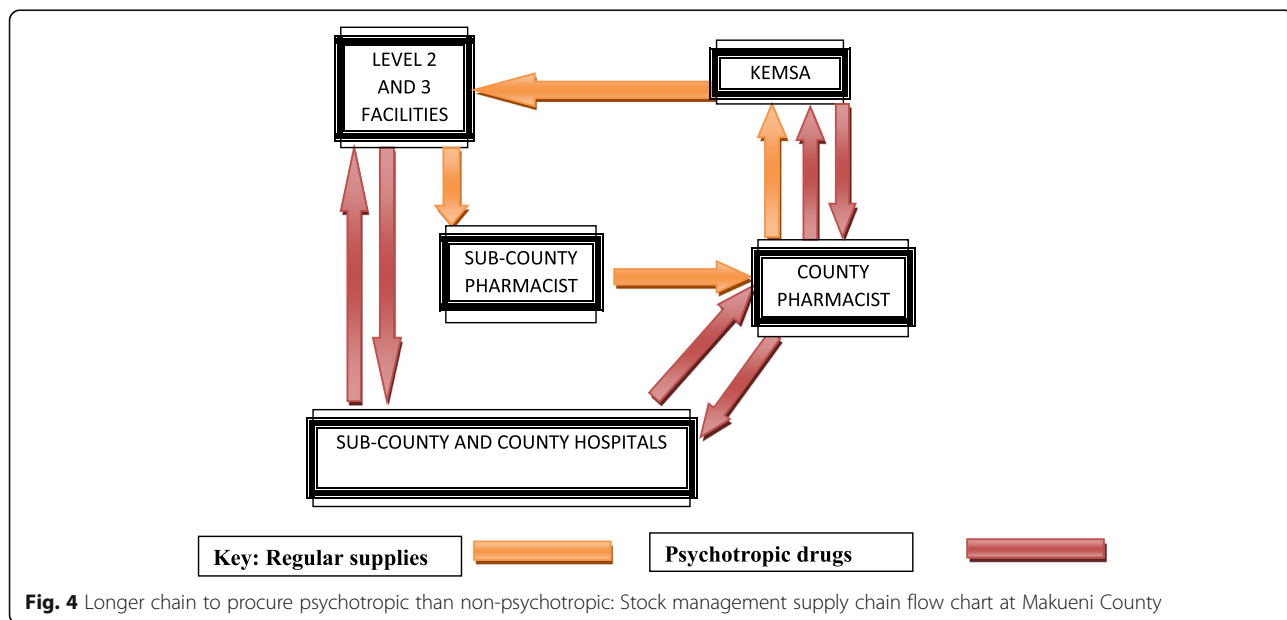 LEVEL 2
AND 3
FACILITIES
KEMSA
SUB-COUNTY
PHARMACIST
COUNTY
PHARMACIST
SUB-COUNTY AND COUNTY HOSPITALS
Key: Regular supplies
Psychotropic drugs
Fig. 4 Longer chain to procure psychotropic than non-psychotropic: Stock management supply chain flow chart at Makueni County